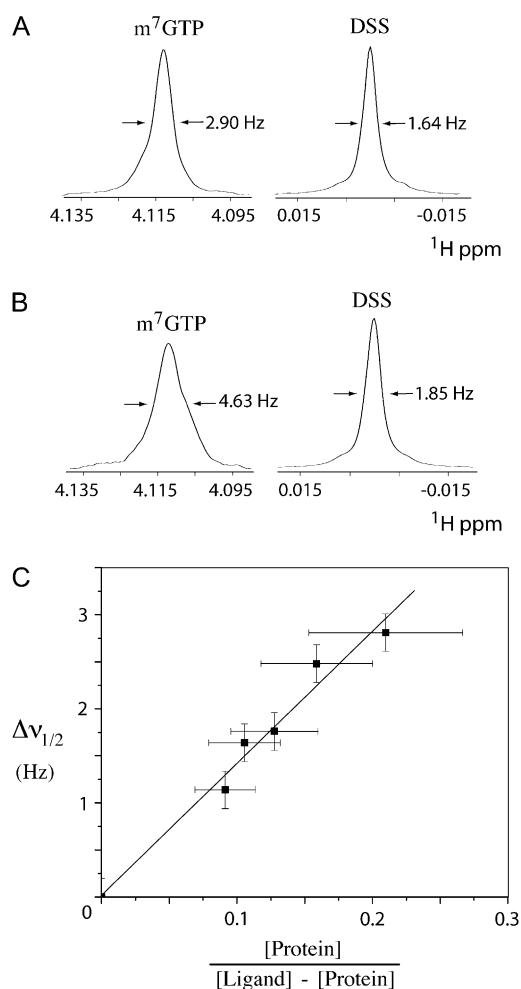 A
m⁷GTP
DSS
2.90 Hz
1.64 Hz
4.135 4.115 4.095
0.015 -0.015
¹H ppm
B
m⁷GTP
DSS
4.63 Hz
1.85 Hz
4.135 4.115 4.095
0.015 -0.015
¹H ppm
C
3
2
1
0
Δν1/2
(Hz)
0.1 0.2 0.3
[Protein]
[Ligand] - [Protein]